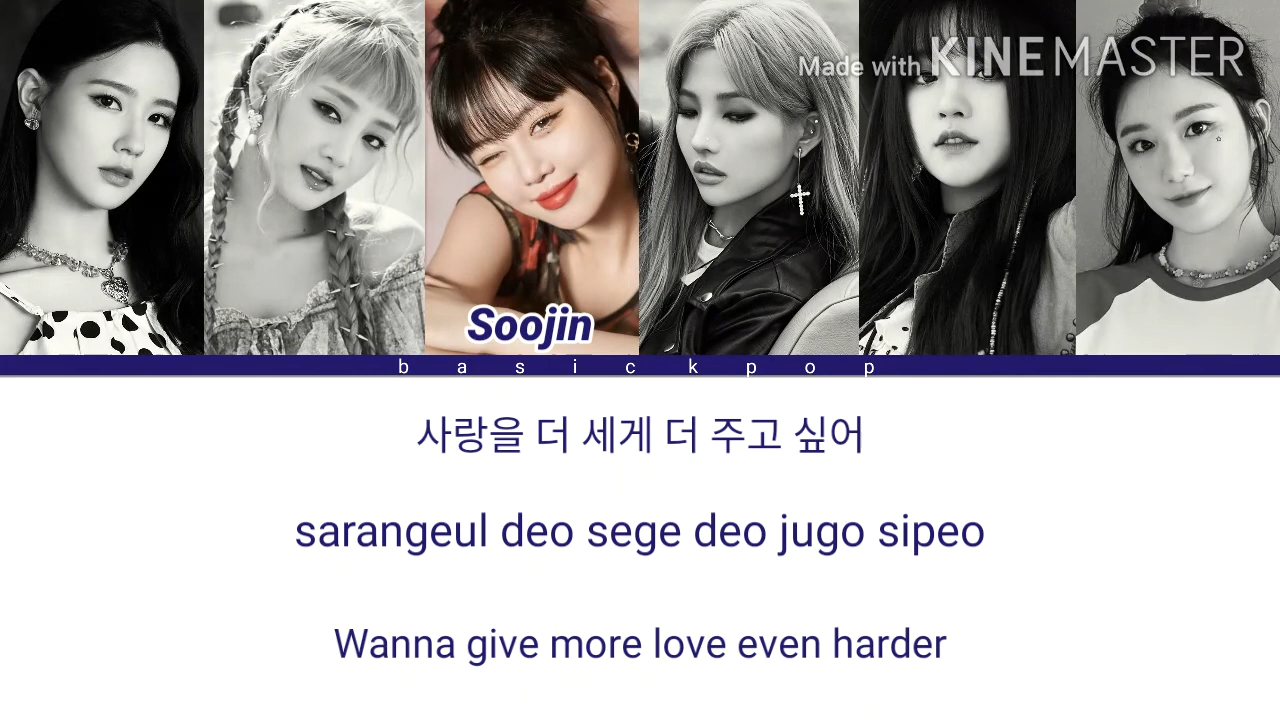 Made with KINEMASTER
Soojin
b a s i c k p o p
사랑을 더 세게 더 주고 싶어
sarangeul deo sege deo jugo sipeo
Wanna give more love even harder